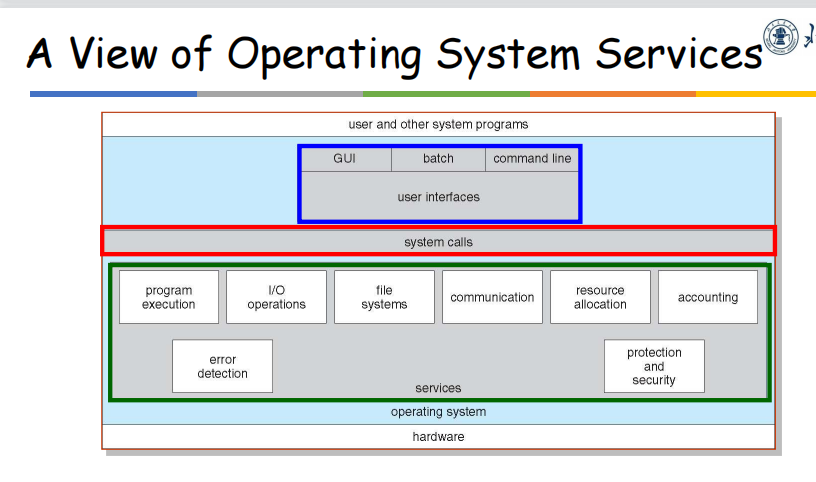 A View of Operating System Services
user and other system programs
GUI
batch
command line
user interfaces
system calls
program
execution
I/O
operations
file
systems
communication
resource
allocation
accounting
error
detection
protection
and
security
services
operating system
hardware